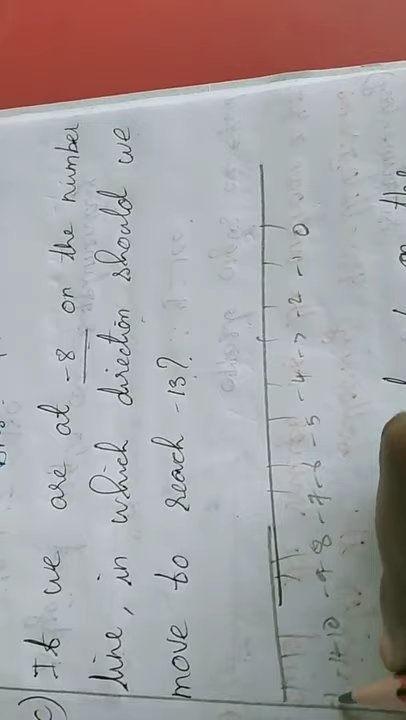 c) If we are at -8 on the number
line, in which direction should we
move to reach -13?
-10 -9 -8 -7 -6 -5 -4 -3 -2 -1 0